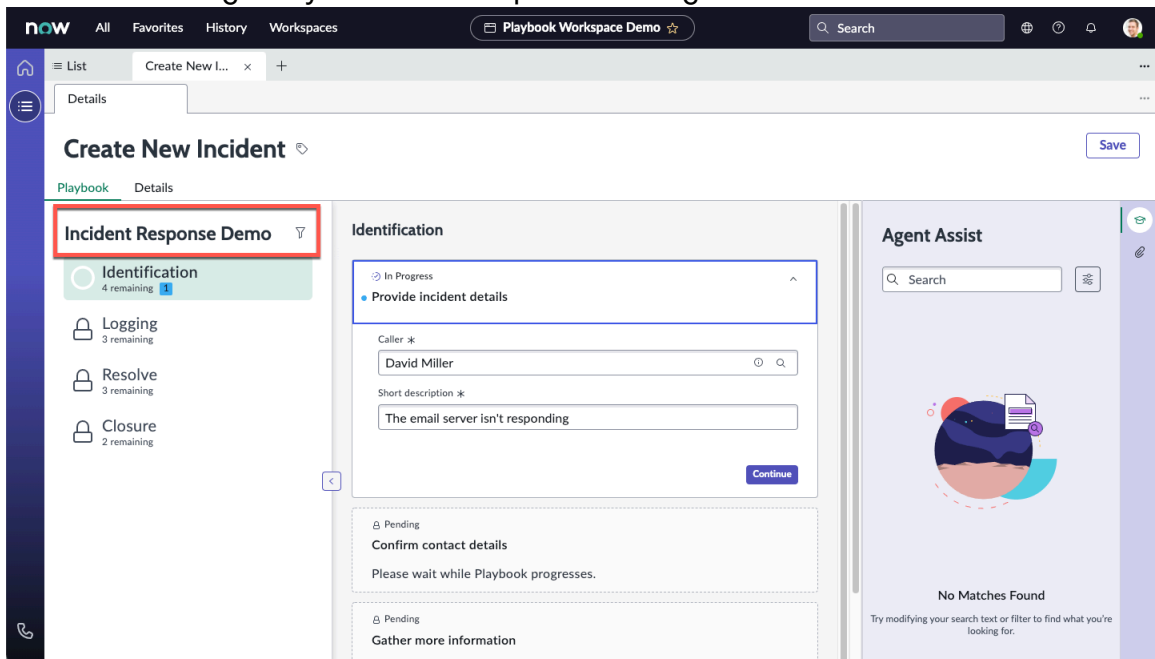 now All Favorites History Workspaces Playbook Workspace Demo Search
List Create New I... × +
Details
Create New Incident
Save
Playbook Details
Incident Response Demo
Identification
4 remaining 1
Logging
3 remaining
Resolve
3 remaining
Closure
2 remaining
Identification
In Progress
Provide incident details
Caller *
David Miller
Short description *
The email server isn't responding
Continue
Pending
Confirm contact details
Please wait while Playbook progresses.
Pending
Gather more information
Agent Assist
Search
No Matches Found
Try modifying your search text or filter to find what you're
looking for.